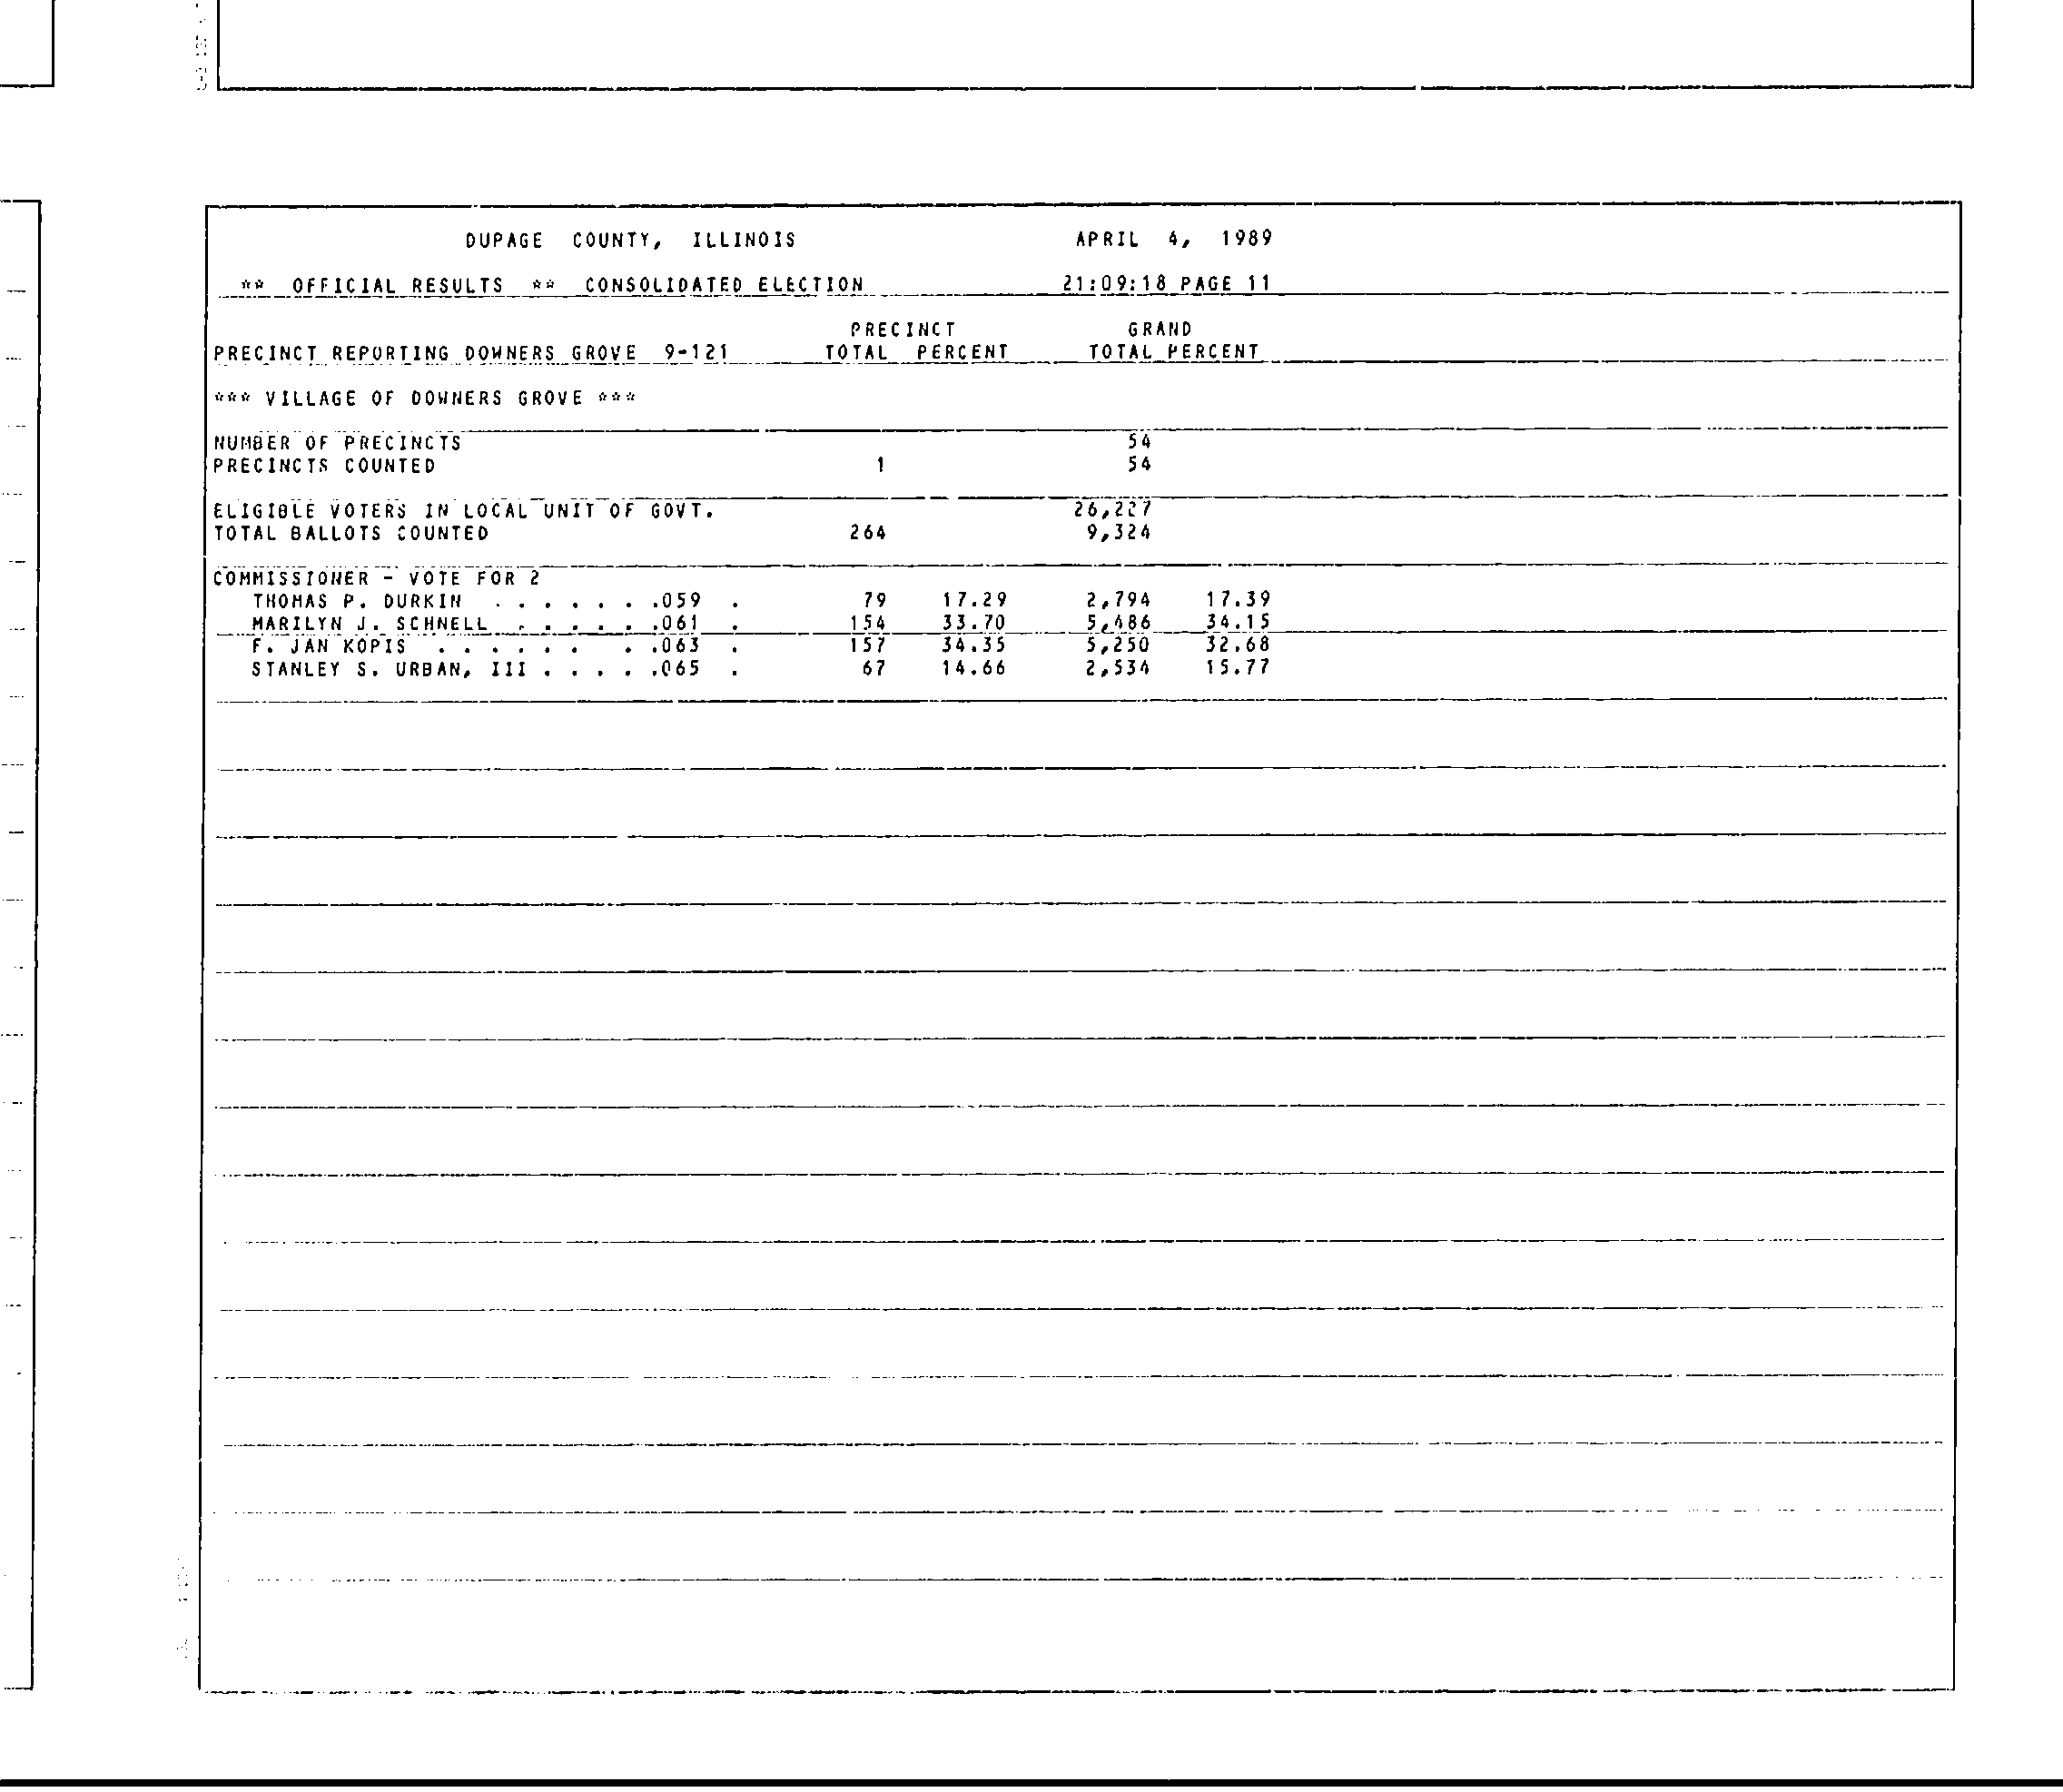 DUPAGE COUNTY, ILLINOIS APRIL 4, 1989
** OFFICIAL RESULTS ** CONSOLIDATED ELECTION 21:09:18 PAGE 11
PRECINCT GRAND
PRECINCT REPORTING DOWNERS GROVE 9-121 TOTAL PERCENT TOTAL PERCENT
*** VILLAGE OF DOWNERS GROVE ***
NUMBER OF PRECINCTS 54
PRECINCTS COUNTED 1 54
ELIGIBLE VOTERS IN LOCAL UNIT OF GOVT. 26,227
TOTAL BALLOTS COUNTED 264 9,324
COMMISSIONER - VOTE FOR 2
THOMAS P. DURKIN . . . . . . .059 . 79 17.29 2,794 17.39
MARILYN J. SCHNELL . . . . . .061 . 154 33.70 5,486 34.15
F. JAN KOPIS . . . . . . . .063 . 157 34.35 5,250 32.68
STANLEY S. URBAN, III . . . . .065 . 67 14.66 2,534 15.77